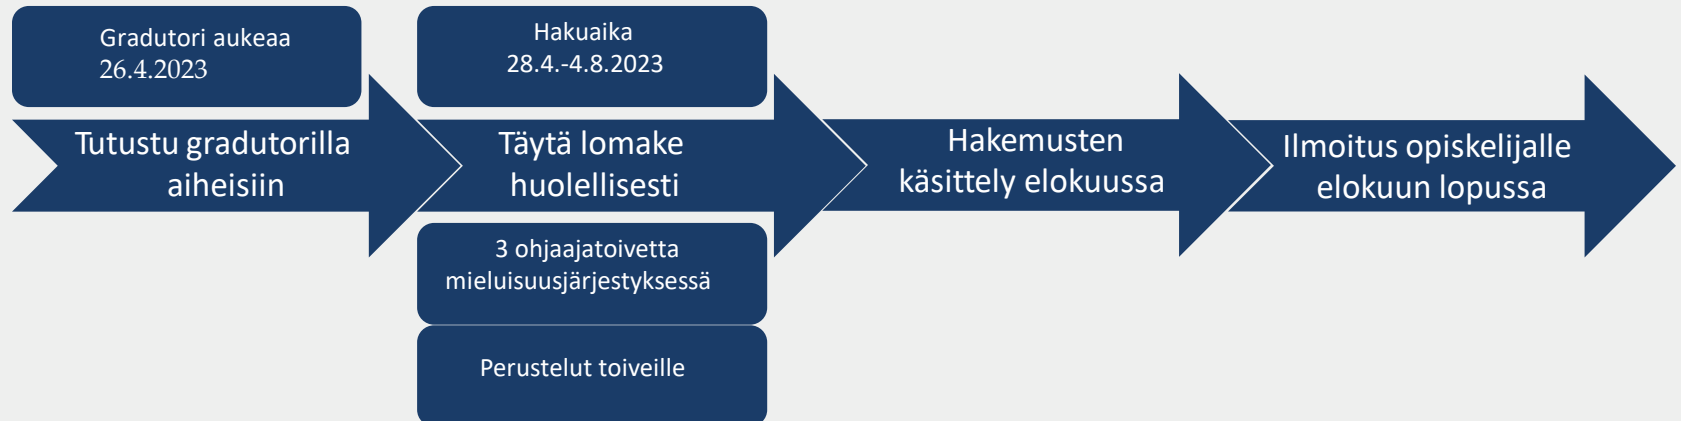 Gradutori aukeaa
26.4.2023
Tutustu gradutorilla
aiheisiin
Hakuaika
28.4.-4.8.2023
Täytä lomake
huolellisesti
3 ohjaajatoivetta
mieluisuusjärjestyksessä
Perustelut toiveille
Hakemusten
käsittely elokuussa
Ilmoitus opiskelijalle
elokuun lopussa